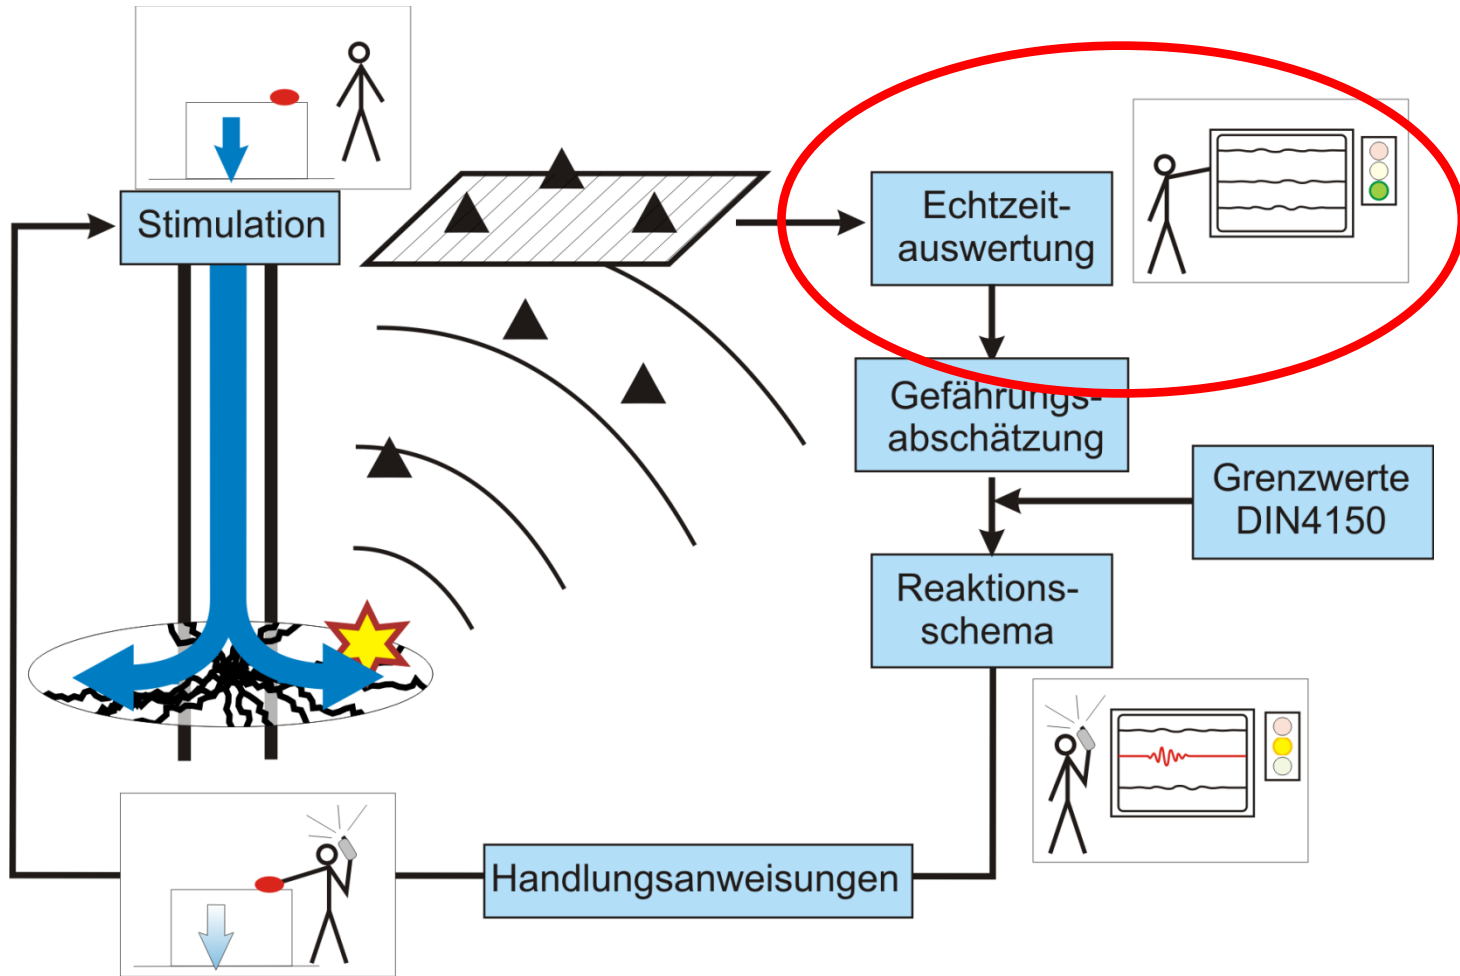 Stimulation
Echtzeit-
auswertung
Gefährungs-
abschätzung
Grenzwerte
DIN4150
Reaktions-
schema
Handlungsanweisungen